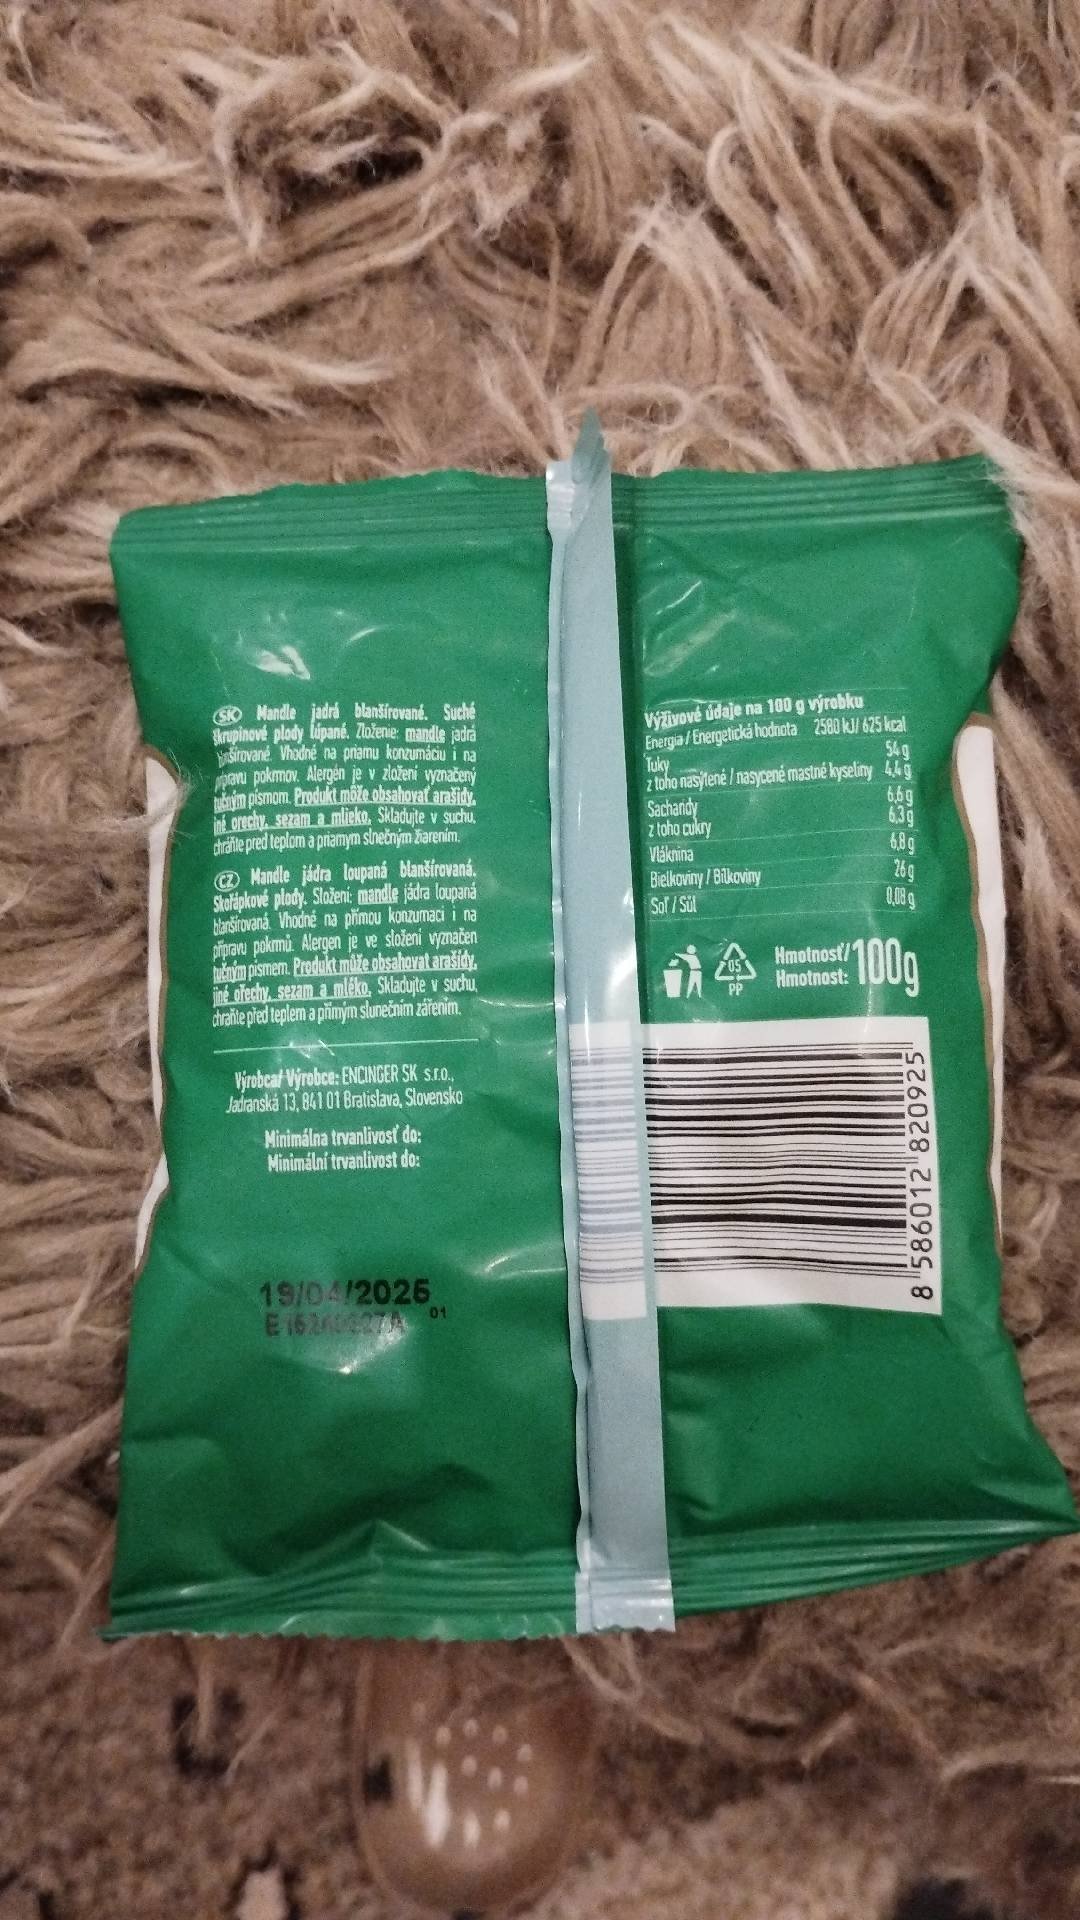 SK Mandle jadrá blanšírované. Suché
škrupinové plody lúpané. Zloženie: mandle jadrá
blanšírované. Vhodné na priamu konzumáciu i na
prípravu pokrmov. Alergén je v zložení vyznačený
tučným písmom. Produkt môže obsahovať arašidy,
iné orechy, sezam a mlieko. Skladujte v suchu,
chráňte pred teplom a priamym slnečným žiarením.
CZ Mandle jádra loupaná blanšírovaná.
Skořápkové plody. Složení: mandle jádra loupaná
blanšírovaná. Vhodné na přímou konzumaci i na
přípravu pokrmů. Alergen je ve složení vyznačen
tučným písmem. Produkt může obsahovat arašídy,
jiné ořechy, sezam a mléko. Skladujte v suchu,
chraňte před teplem a přímým slunečním zářením.
Výrobca/ Výrobce: ENCINGER SK s.r.o.,
Jadranská 13, 841 01 Bratislava, Slovensko
Minimálna trvanlivosť do:
Minimální trvanlivost do:
19/04/2025
01
Výživové údaje na 100 g výrobku
Energia / Energetická hodnota 2580 kJ/ 625 kcal
Tuky 54 g
z toho nasýtené / nasycené mastné kyseliny 4,4 g
Sacharidy 6,6 g
z toho cukry 6,3 g
Vláknina 6,8 g
Bielkoviny / Bílkoviny 26 g
Soľ / Sůl 0,08 g
05
PP
Hmotnosť/
Hmotnost: 100g
8 586012 820925